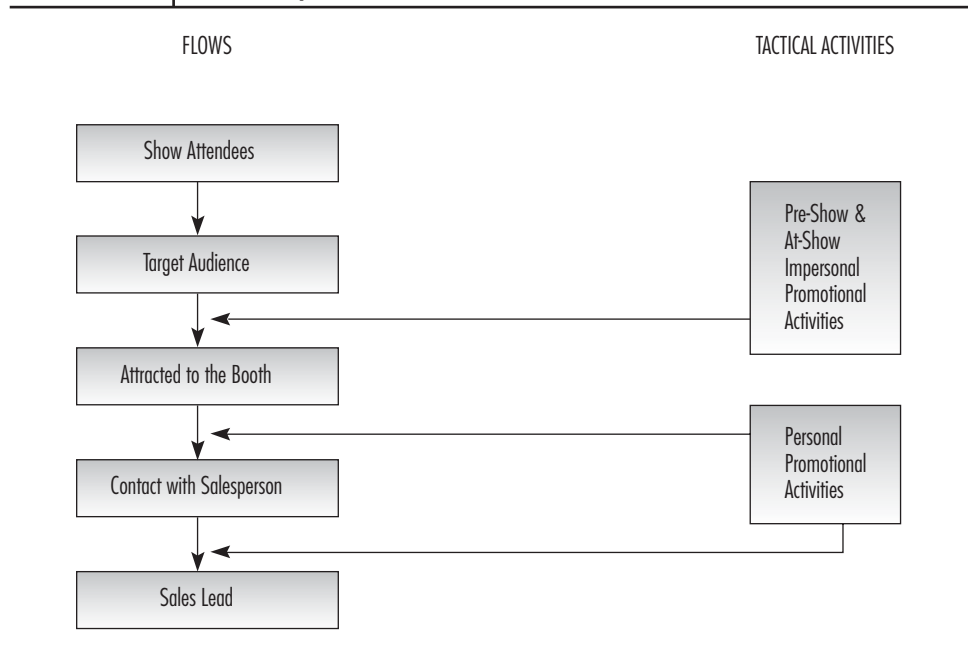 FLOWS
TACTICAL ACTIVITIES
Show Attendees
Target Audience
Attracted to the Booth
Contact with Salesperson
Sales Lead
Pre-Show &
At-Show
Impersonal
Promotional
Activities
Personal
Promotional
Activities